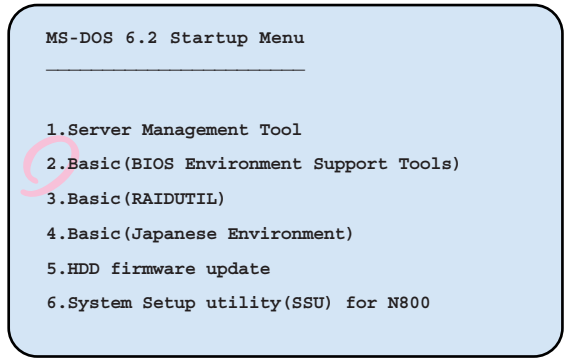 MS-DOS 6.2 Startup Menu
1.Server Management Tool
2.Basic(BIOS Environment Support Tools)
3.Basic(RAIDUTIL)
4.Basic(Japanese Environment)
5.HDD firmware update
6.System Setup utility(SSU) for N800